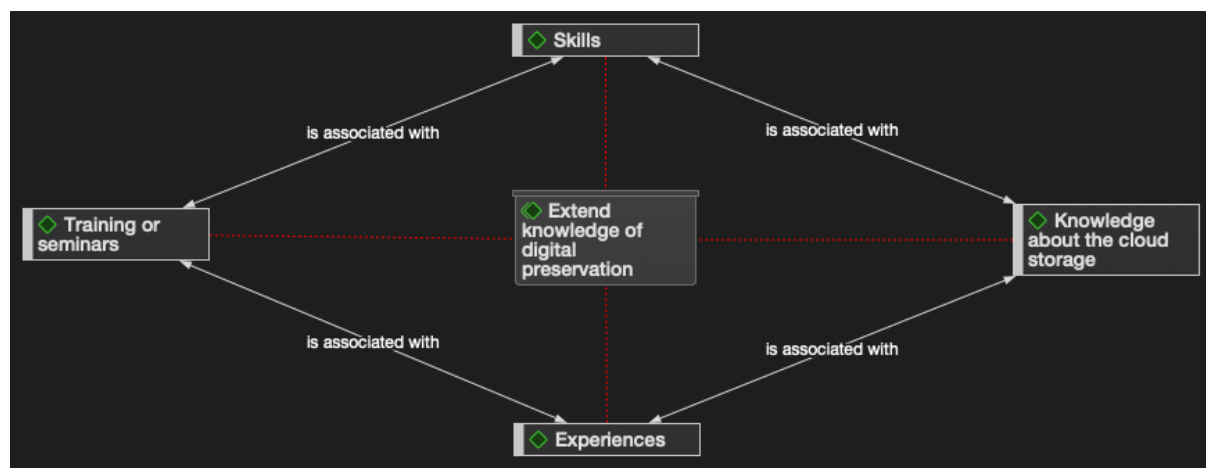 Skills
is associated with
is associated with
Training or
seminars
Extend
knowledge of
digital
preservation
Knowledge
about the cloud
storage
is associated with
is associated with
Experiences